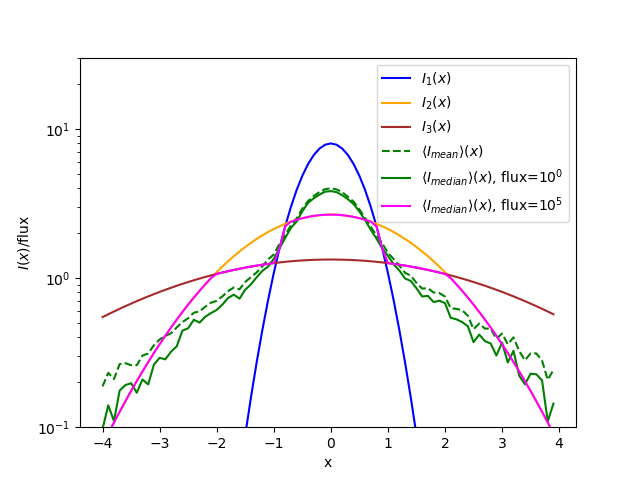 I₁(x)
I₂(x)
I₃(x)
⟨I_mean⟩(x)
⟨I_median⟩(x), flux=10⁰
⟨I_median⟩(x), flux=10⁵
I(x)/flux
10¹
10⁰
10⁻¹
−4 −3 −2 −1 0 1 2 3 4
x